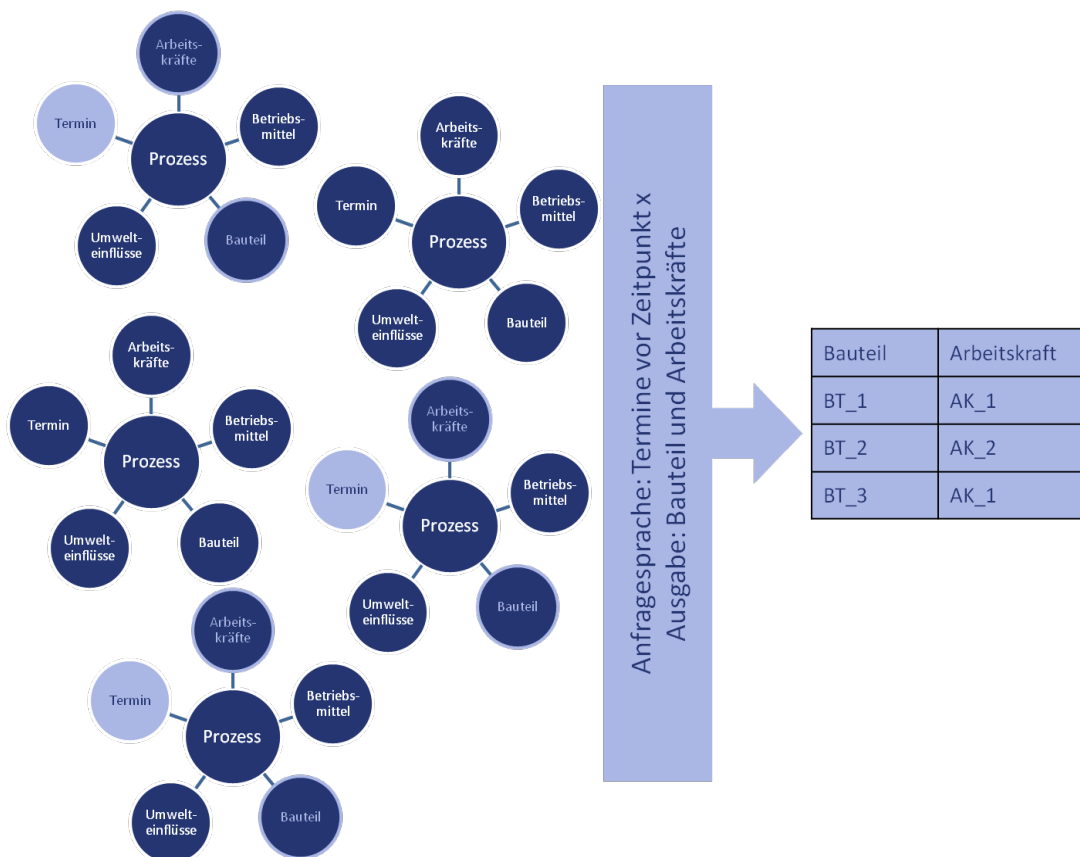 Arbeits-
kräfte
Termin
Betriebs-
mittel
Prozess
Umwelt-
einflüsse
Bauteil
Arbeits-
kräfte
Termin
Betriebs-
mittel
Prozess
Umwelt-
einflüsse
Bauteil
Arbeits-
kräfte
Termin
Betriebs-
mittel
Prozess
Umwelt-
einflüsse
Bauteil
Arbeits-
kräfte
Termin
Betriebs-
mittel
Prozess
Umwelt-
einflüsse
Bauteil
Arbeits-
kräfte
Termin
Betriebs-
mittel
Prozess
Umwelt-
einflüsse
Bauteil
Anfragesprache: Termine vor Zeitpunkt x
Ausgabe: Bauteil und Arbeitskräfte
Bauteil Arbeitskraft
BT_1 AK_1
BT_2 AK_2
BT_3 AK_1